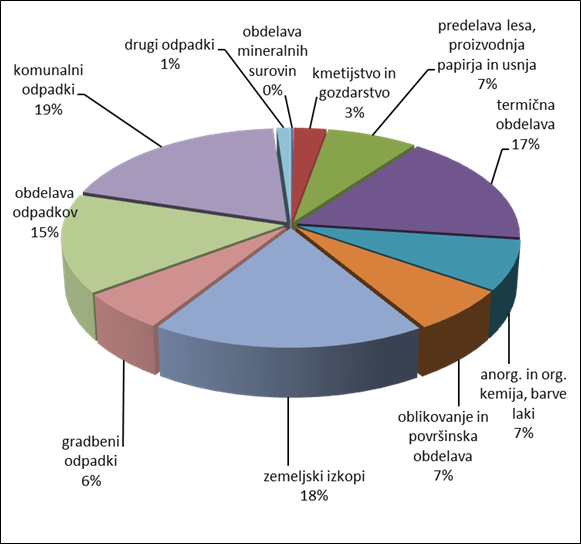 obdelava
mineralnih
surovin
0%
kmetijstvo in
gozdarstvo
3%
predelava lesa,
proizvodnja
papirja in usnja
7%
termična
obdelava
17%
anorg. in org.
kemija, barve
laki
7%
oblikovanje in
površinska
obdelava
7%
zemeljski izkopi
18%
gradbeni
odpadki
6%
obdelava
odpadkov
15%
komunalni
odpadki
19%
drugi odpadki
1%